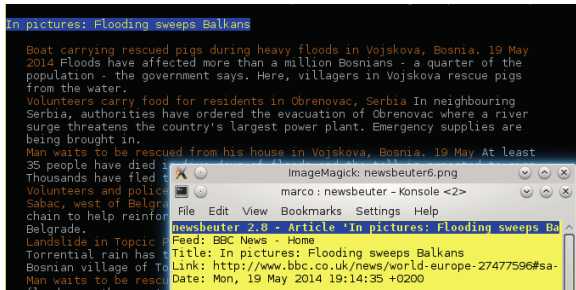 In pictures: Flooding sweeps Balkans
Boat carrying rescued pigs during heavy floods in Vojskova, Bosnia. 19 May
2014 Floods have affected more than a million Bosnians - a quarter of the
population - the government says. Here, villagers in Vojskova rescue pigs
from the water.
Volunteers carry food for residents in Obrenovac, Serbia In neighbouring
Serbia, authorities have ordered the evacuation of Obrenovac where a river
surge threatens the country's largest power plant. Emergency supplies are
being brought in.
Man waits to be rescued from his house in Vojskova, Bosnia. 19 May At least
35 people have died
Thousands have fled
Volunteers and police
Sabac, west of Belgra
chain to help reinfor
Belgrade.
Landslide in Topcic P
Torrential rain has t
Bosnian village of To
Man waits to be rescu
ImageMagick: newsbeuter6.png
marco : newsbeuter – Konsole <2>
File Edit View Bookmarks Settings Help
newsbeuter 2.8 - Article 'In pictures: Flooding sweeps Ba
Feed: BBC News - Home
Title: In pictures: Flooding sweeps Balkans
Link: http://www.bbc.co.uk/news/world-europe-27477596#sa-
Date: Mon, 19 May 2014 19:14:35 +0200